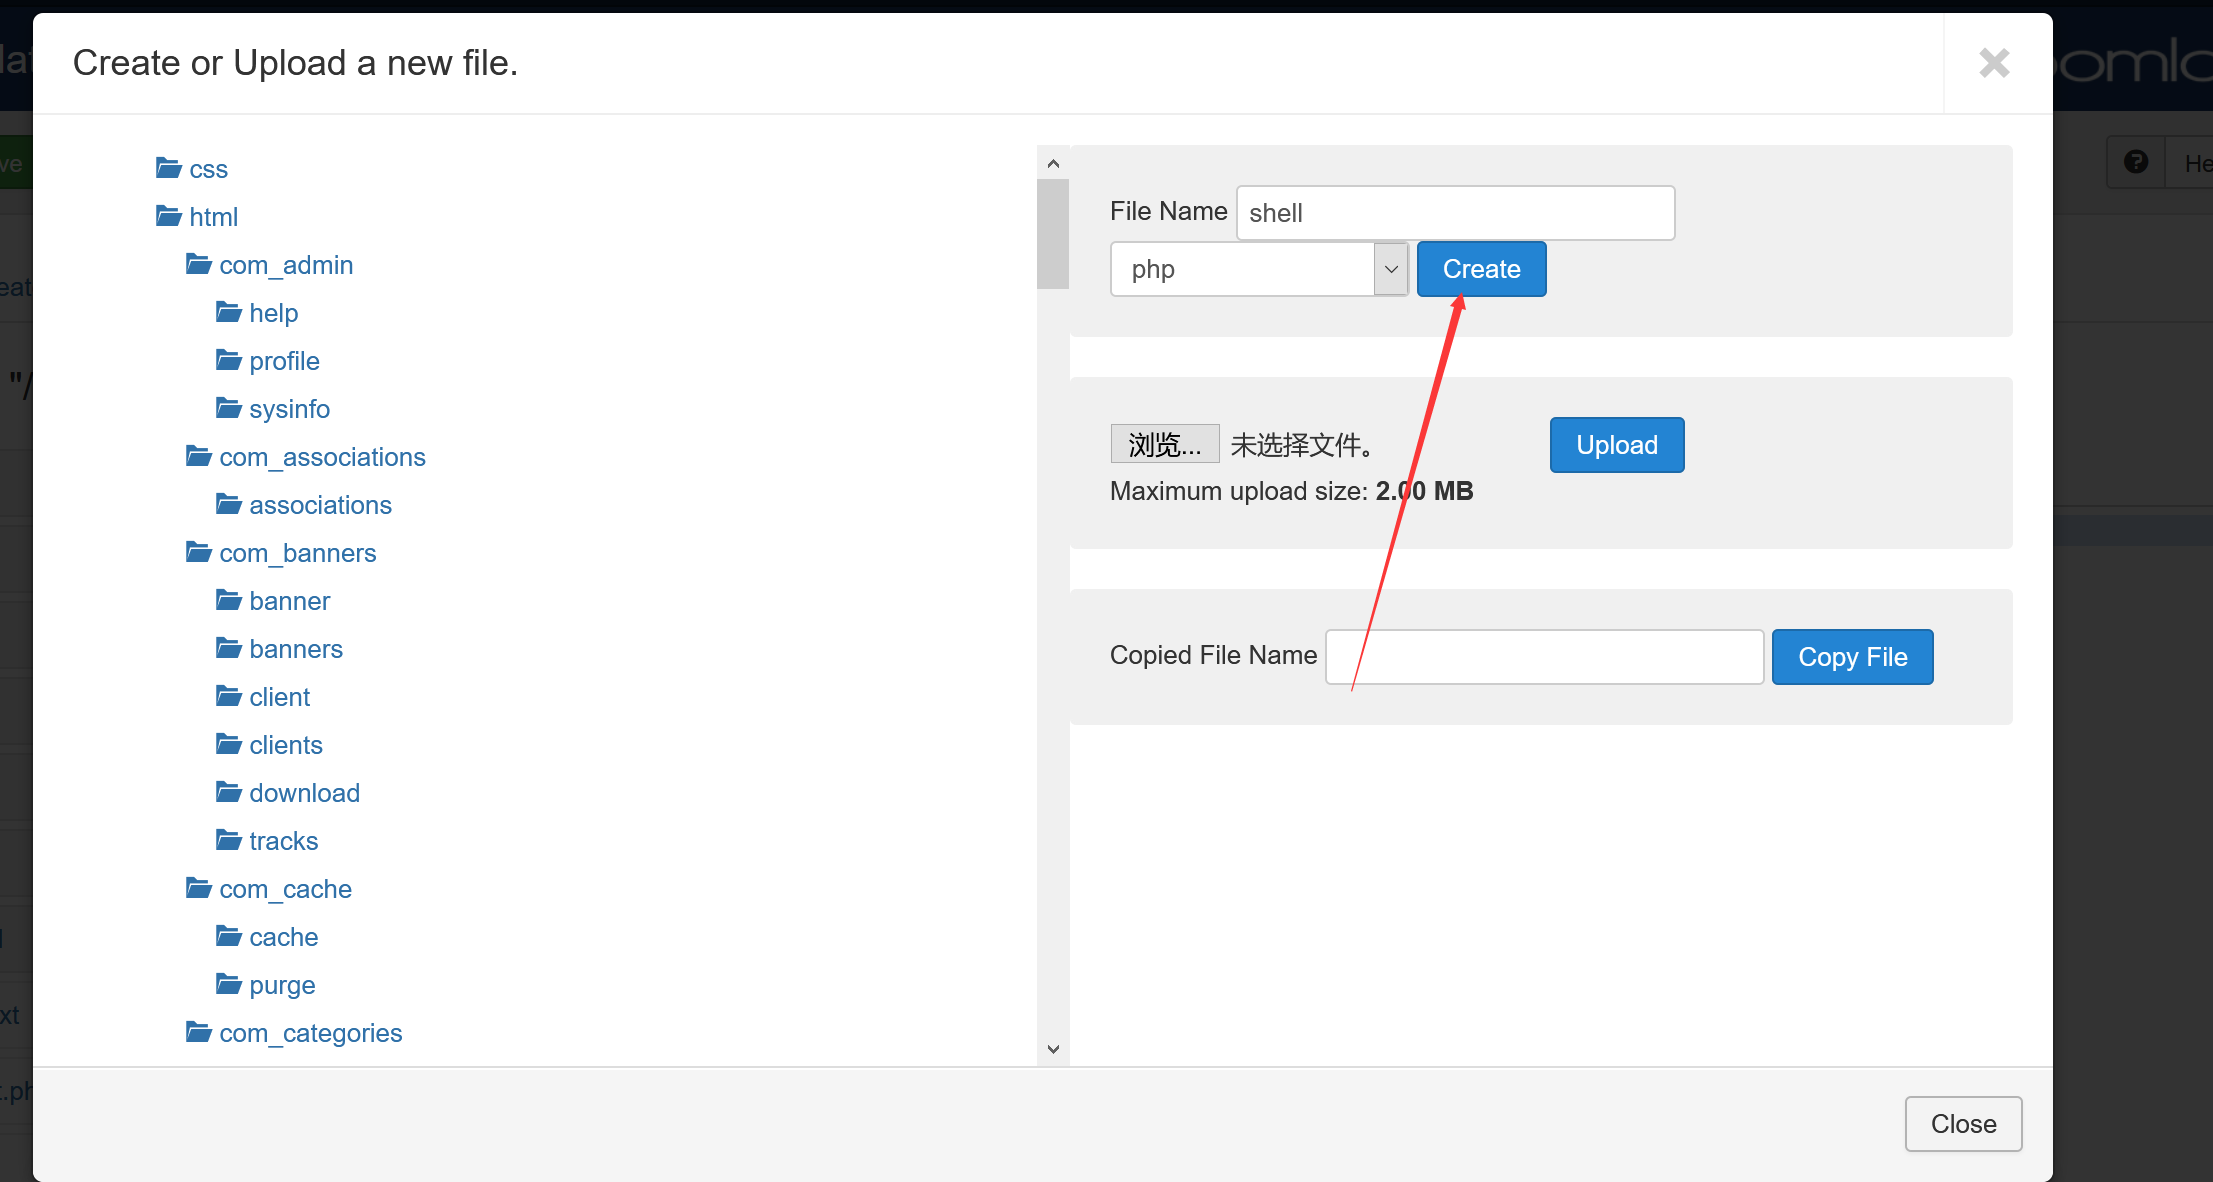 Create or Upload a new file.
css
html
com_admin
help
profile
sysinfo
com_associations
associations
com_banners
banner
banners
client
clients
download
tracks
com_cache
cache
purge
com_categories
File Name shell
php Create
浏览... 未选择文件。 Upload
Maximum upload size: 2.00 MB
Copied File Name Copy File
Close